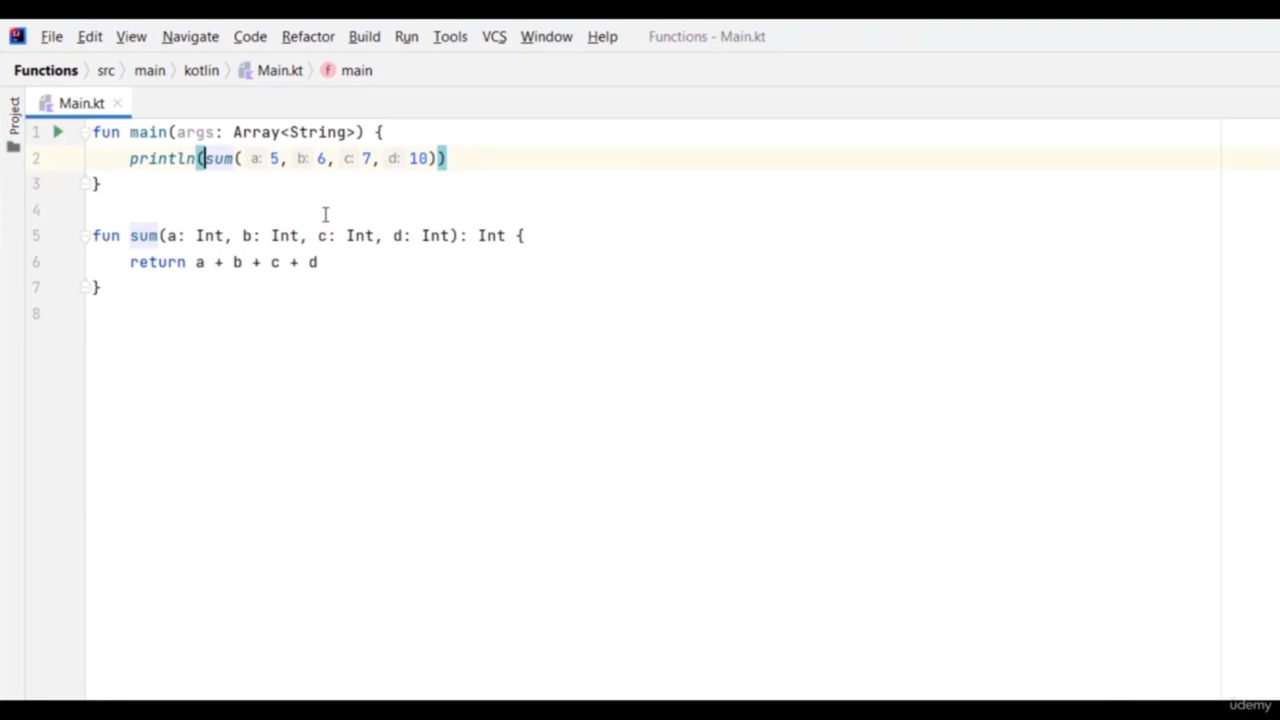 File Edit View Navigate Code Refactor Build Run Tools VCS Window Help Functions - Main.kt
Functions src main kotlin Main.kt main
Project
Main.kt
1 fun main(args: Array<String>) {
2 println(sum( a: 5, b: 6, c: 7, d: 10))
3 }
4
5 fun sum(a: Int, b: Int, c: Int, d: Int): Int {
6 return a + b + c + d
7 }
8
udemy